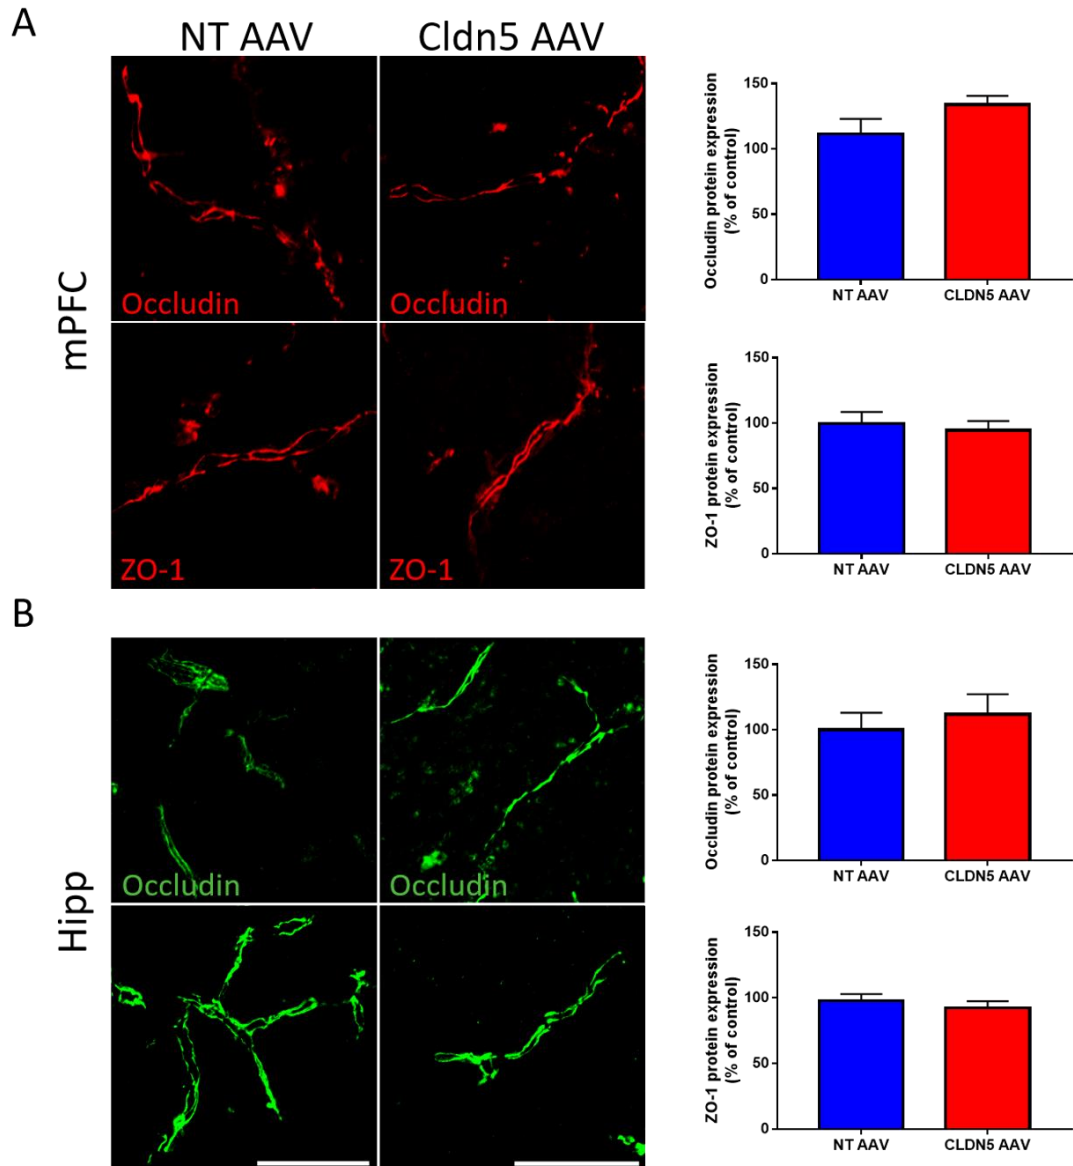 A
NT AAV
Cldn5 AAV
mPFC
Occludin
Occludin
ZO-1
ZO-1
Occludin protein expression
(% of control)
150
100
50
0
NT AAV
CLDN5 AAV
ZO-1 protein expression
(% of control)
150
100
50
0
NT AAV
CLDN5 AAV
B
Hipp
Occludin
Occludin
Occludin protein expression
(% of control)
150
100
50
0
NT AAV
CLDN5 AAV
ZO-1 protein expression
(% of control)
150
100
50
0
NT AAV
CLDN5 AAV